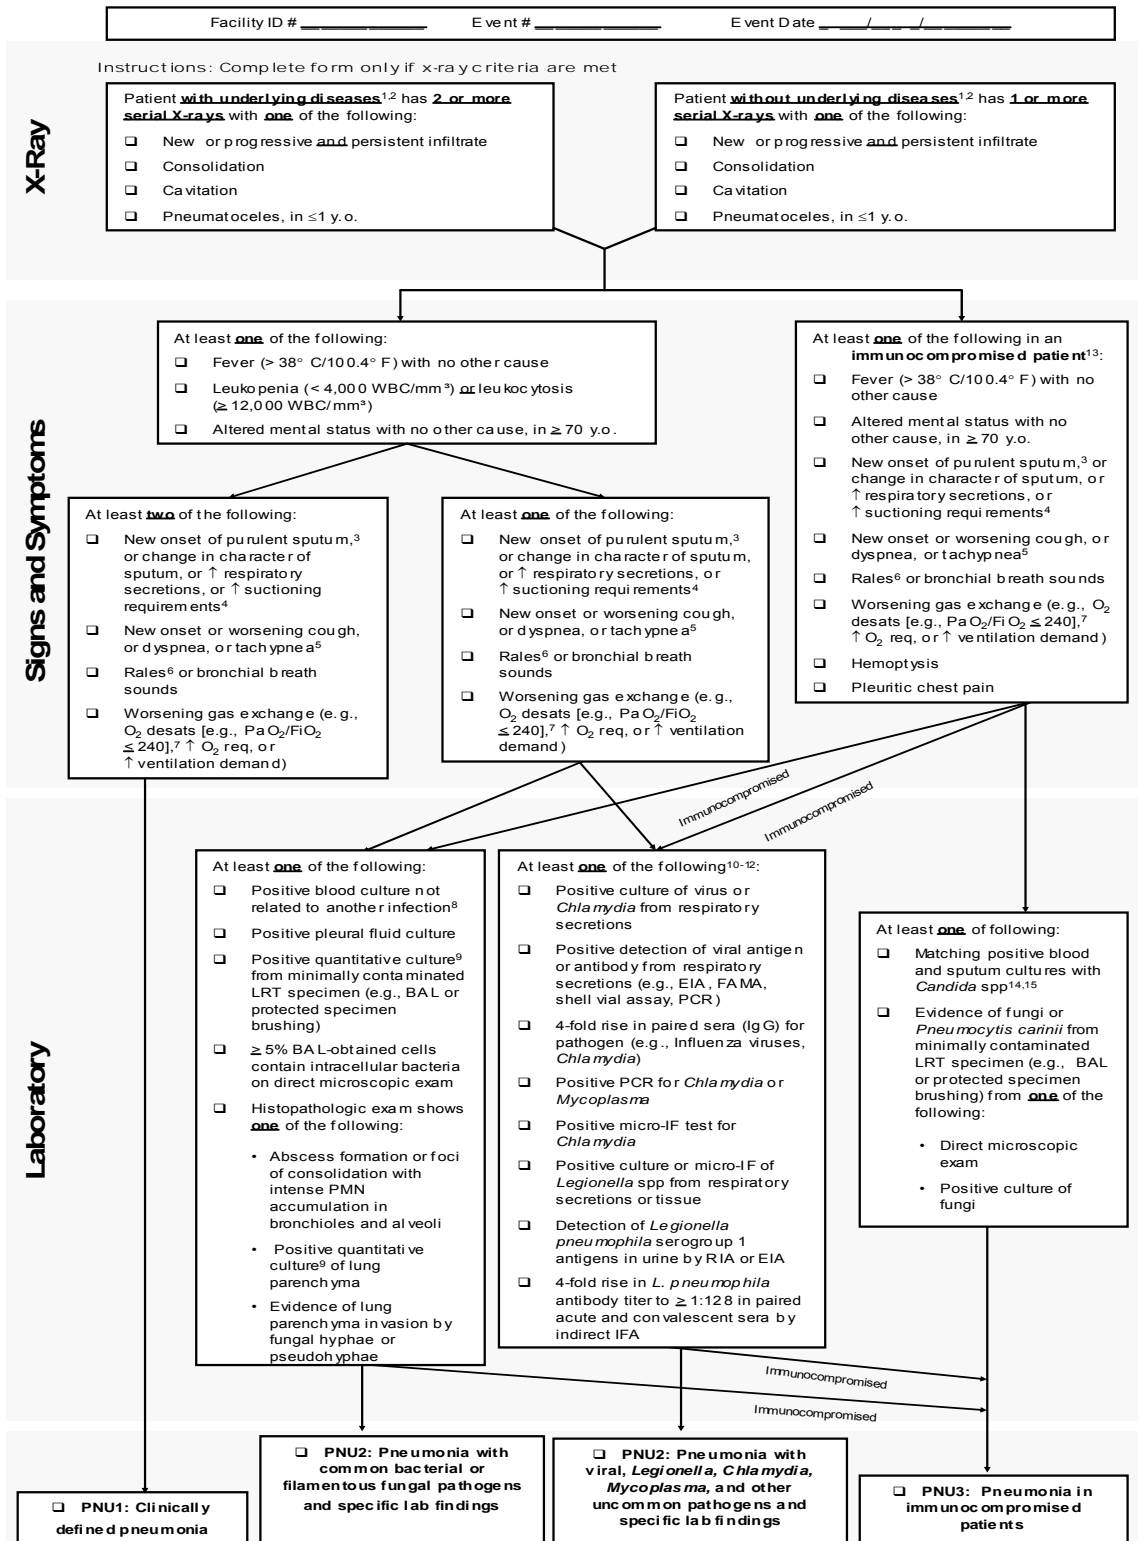 Facility ID # ________________ Event # ________________ Event Date _ ___/___ _/___________
Instructions: Complete form only if x-ray criteria are met
X-Ray
Patient with underlying diseases¹,² has 2 or more
serial X-rays with one of the following:
❑ New or progressive and persistent infiltrate
❑ Consolidation
❑ Cavitation
❑ Pneumatoceles, in ≤1 y.o.
Patient without underlying diseases¹,² has 1 or more
serial X-rays with one of the following:
❑ New or progressive and persistent infiltrate
❑ Consolidation
❑ Cavitation
❑ Pneumatoceles, in ≤1 y.o.
Signs and Symptoms
At least one of the following:
❑ Fever (> 38° C/100.4° F) with no other cause
❑ Leukopenia (< 4,000 WBC/mm³) or leukocytosis
(≥ 12,000 WBC/mm³)
❑ Altered mental status with no other cause, in ≥ 70 y.o.
At least two of the following:
❑ New onset of purulent sputum,³
or change in character of
sputum, or ↑ respiratory
secretions, or ↑ suctioning
requirements⁴
❑ New onset or worsening cough,
or dyspnea, or tachypnea⁵
❑ Rales⁶ or bronchial breath
sounds
❑ Worsening gas exchange (e.g.,
O₂ desats [e.g., PaO₂/FiO₂
≤ 240],⁷ ↑ O₂ req, or
↑ ventilation demand)
At least one of the following:
❑ New onset of purulent sputum,³
or change in character of sputum,
or ↑ respiratory secretions, or
↑ suctioning requirements⁴
❑ New onset or worsening cough,
or dyspnea, or tachypnea⁵
❑ Rales⁶ or bronchial breath
sounds
❑ Worsening gas exchange (e.g.,
O₂ desats [e.g., PaO₂/FiO₂
≤ 240],⁷ ↑ O₂ req, or ↑ ventilation
demand)
At least one of the following in an
immunocompromised patient¹³:
❑ Fever (> 38° C/100.4° F) with no
other cause
❑ Altered mental status with no
other cause, in ≥ 70 y.o.
❑ New onset of purulent sputum,³ or
change in character of sputum, or
↑ respiratory secretions, or
↑ suctioning requirements⁴
❑ New onset or worsening cough, or
dyspnea, or tachypnea⁵
❑ Rales⁶ or bronchial breath sounds
❑ Worsening gas exchange (e.g., O₂
desats [e.g., PaO₂/FiO₂ ≤ 240],⁷
↑ O₂ req, or ↑ ventilation demand)
❑ Hemoptysis
❑ Pleuritic chest pain
Immunocompromised
Immunocompromised
Laboratory
At least one of the following:
❑ Positive blood culture not
related to another infection⁸
❑ Positive pleural fluid culture
❑ Positive quantitative culture⁹
from minimally contaminated
LRT specimen (e.g., BAL or
protected specimen
brushing)
❑ ≥ 5% BAL-obtained cells
contain intracellular bacteria
on direct microscopic exam
❑ Histopathologic exam shows
one of the following:
• Abscess formation or foci
of consolidation with
intense PMN
accumulation in
bronchioles and alveoli
• Positive quantitative
culture⁹ of lung
parenchyma
• Evidence of lung
parenchyma invasion by
fungal hyphae or
pseudohyphae
At least one of the following¹⁰⁻¹²:
❑ Positive culture of virus or
Chlamydia from respiratory
secretions
❑ Positive detection of viral antigen
or antibody from respiratory
secretions (e.g., EIA, FAMA,
shell vial assay, PCR)
❑ 4-fold rise in paired sera (IgG) for
pathogen (e.g., Influenza viruses,
Chlamydia)
❑ Positive PCR for Chlamydia or
Mycoplasma
❑ Positive micro-IF test for
Chlamydia
❑ Positive culture or micro-IF of
Legionella spp from respiratory
secretions or tissue
❑ Detection of Legionella
pneumophila serogroup 1
antigens in urine by RIA or EIA
❑ 4-fold rise in L. pneumophila
antibody titer to ≥ 1:128 in paired
acute and convalescent sera by
indirect IFA
At least one of following:
❑ Matching positive blood
and sputum cultures with
Candida spp¹⁴,¹⁵
❑ Evidence of fungi or
Pneumocytis carinii from
minimally contaminated
LRT specimen (e.g., BAL
or protected specimen
brushing) from one of the
following:
• Direct microscopic
exam
• Positive culture of
fungi
Immunocompromised
Immunocompromised
❑ PNU1: Clinically
defined pneumonia
❑ PNU2: Pneumonia with
common bacterial or
filamentous fungal pathogens
and specific lab findings
❑ PNU2: Pneumonia with
viral, Legionella, Chlamydia,
Mycoplasma, and other
uncommon pathogens and
specific lab findings
❑ PNU3: Pneumonia in
immunocompromised
patients